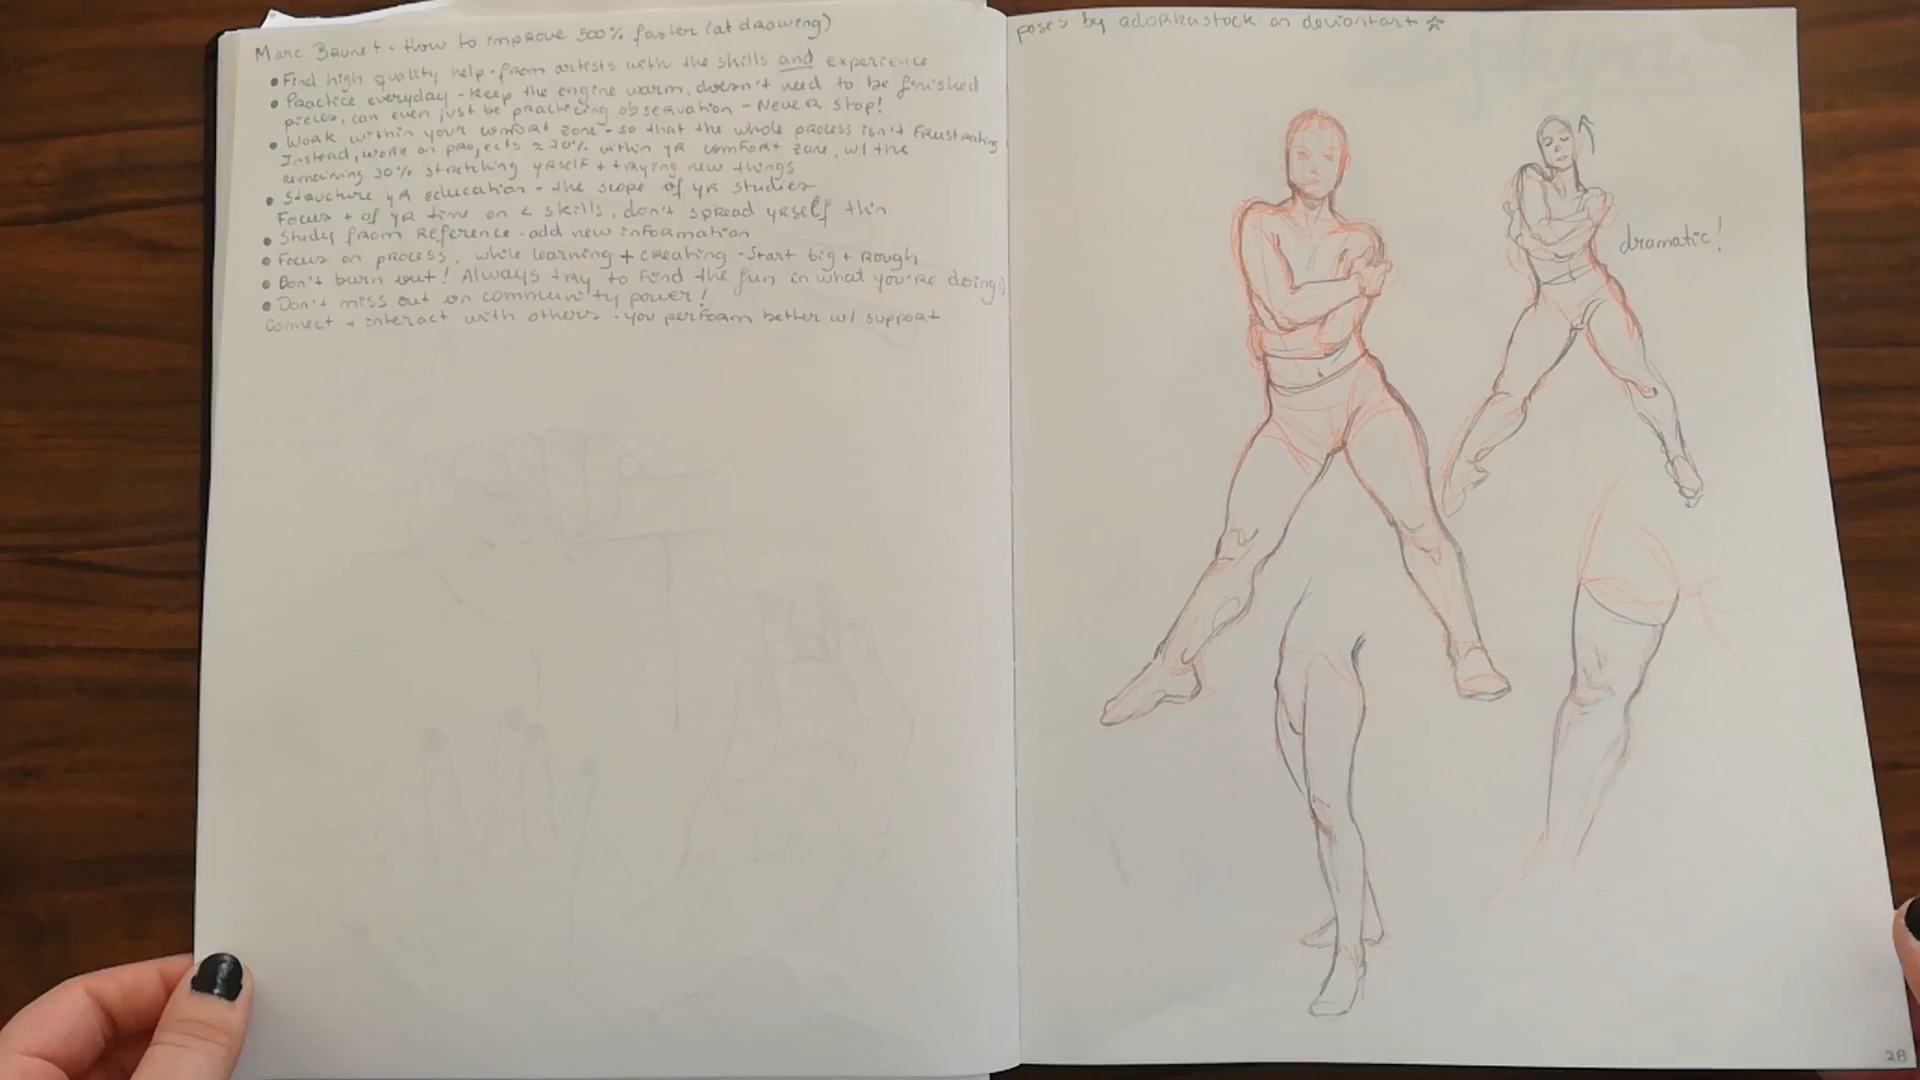 Marc Brunet - How to improve 500% faster (at drawing)
• Find high quality help - from artists with the skills and experience
• Practice everyday - keep the engine warm, doesn't need to be finished
pieces, can even just be practicing observation - Never stop!
• Work within your comfort zone - so that the whole process isn't frustrating
Instead, work on projects ≈ 70% within yr comfort zone, w/ the
remaining 30% stretching yrself + trying new things
• Structure yr education - the scope of yr studies
Focus + of yr time on < skills, don't spread yrself thin
• Study from reference - add new information
• Focus on process, while learning + creating - Start big + rough
• Don't burn out! Always try to find the fun in what you're doing :)
• Don't miss out on community power!
Connect + interact with others. you perform better w/ support
poses by adorkastock on deviantart ☆
dramatic!
28